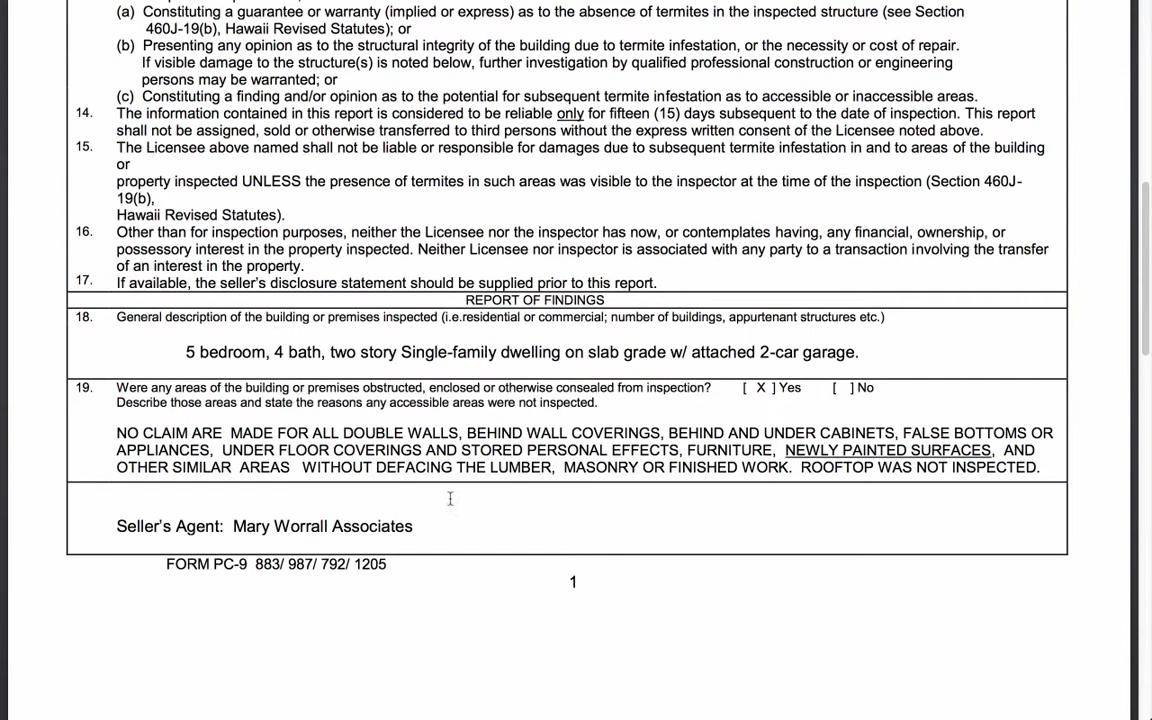 (a) Constituting a guarantee or warranty (implied or express) as to the absence of termites in the inspected structure (see Section
460J-19(b), Hawaii Revised Statutes); or
(b) Presenting any opinion as to the structural integrity of the building due to termite infestation, or the necessity or cost of repair.
If visible damage to the structure(s) is noted below, further investigation by qualified professional construction or engineering
persons may be warranted; or
(c) Constituting a finding and/or opinion as to the potential for subsequent termite infestation as to accessible or inaccessible areas.
14. The information contained in this report is considered to be reliable only for fifteen (15) days subsequent to the date of inspection. This report
shall not be assigned, sold or otherwise transferred to third persons without the express written consent of the Licensee noted above.
15. The Licensee above named shall not be liable or responsible for damages due to subsequent termite infestation in and to areas of the building
or
property inspected UNLESS the presence of termites in such areas was visible to the inspector at the time of the inspection (Section 460J-
19(b),
Hawaii Revised Statutes).
16. Other than for inspection purposes, neither the Licensee nor the inspector has now, or contemplates having, any financial, ownership, or
possessory interest in the property inspected. Neither Licensee nor inspector is associated with any party to a transaction involving the transfer
of an interest in the property.
17. If available, the seller's disclosure statement should be supplied prior to this report.
REPORT OF FINDINGS
18. General description of the building or premises inspected (i.e.residential or commercial; number of buildings, appurtenant structures etc.)
5 bedroom, 4 bath, two story Single-family dwelling on slab grade w/ attached 2-car garage.
19. Were any areas of the building or premises obstructed, enclosed or otherwise consealed from inspection? [ X ] Yes [ ] No
Describe those areas and state the reasons any accessible areas were not inspected.
NO CLAIM ARE MADE FOR ALL DOUBLE WALLS, BEHIND WALL COVERINGS, BEHIND AND UNDER CABINETS, FALSE BOTTOMS OR
APPLIANCES, UNDER FLOOR COVERINGS AND STORED PERSONAL EFFECTS, FURNITURE, NEWLY PAINTED SURFACES, AND
OTHER SIMILAR AREAS WITHOUT DEFACING THE LUMBER, MASONRY OR FINISHED WORK. ROOFTOP WAS NOT INSPECTED.
Seller's Agent: Mary Worrall Associates
FORM PC-9 883/ 987/ 792/ 1205
1